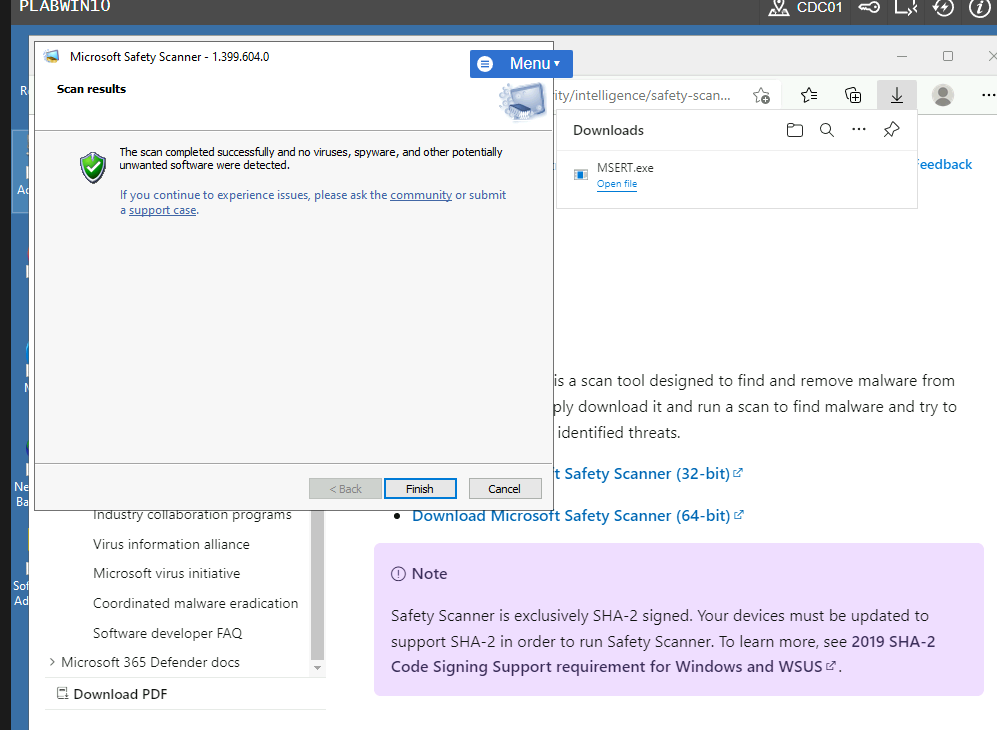 PLABWIN10
CDC01
Microsoft Safety Scanner - 1.399.604.0
Menu
Scan results
The scan completed successfully and no viruses, spyware, and other potentially
unwanted software were detected.
If you continue to experience issues, please ask the community or submit
a support case.
< Back
Finish
Cancel
rity/intelligence/safety-scan...
Downloads
MSERT.exe
Open file
Feedback
is a scan tool designed to find and remove malware from
ply download it and run a scan to find malware and try to
identified threats.
t Safety Scanner (32-bit)
• Download Microsoft Safety Scanner (64-bit)
Note
Safety Scanner is exclusively SHA-2 signed. Your devices must be updated to
support SHA-2 in order to run Safety Scanner. To learn more, see 2019 SHA-2
Code Signing Support requirement for Windows and WSUS.
Industry collaboration programs
Virus information alliance
Microsoft virus initiative
Coordinated malware eradication
Software developer FAQ
Microsoft 365 Defender docs
Download PDF
R
Ac
N
Ne
Ba
Sof
Ad